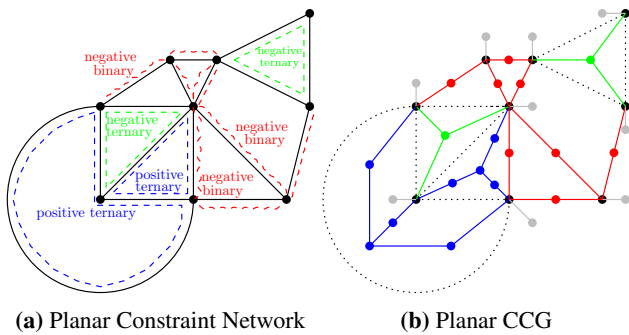 negative
binary
negative
ternary
negative
ternary
negative
binary
positive
ternary
negative
binary
positive ternary
(a) Planar Constraint Network
(b) Planar CCG